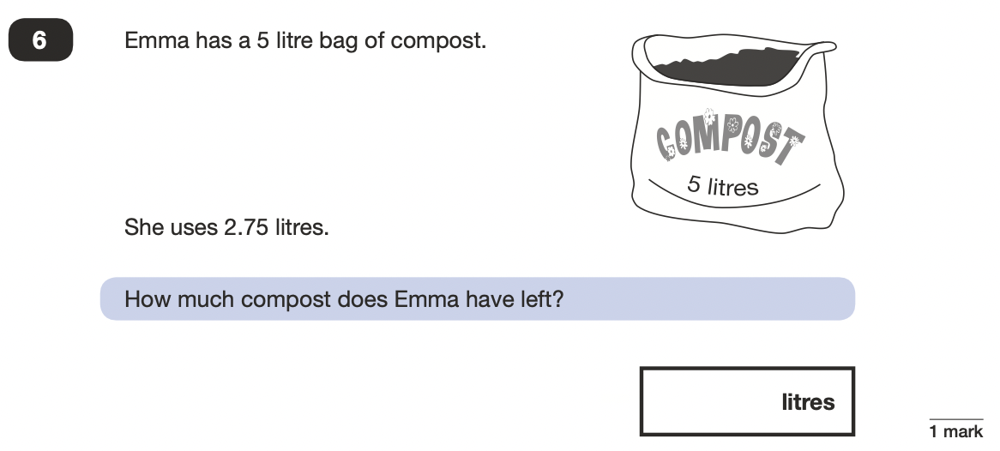 6
Emma has a 5 litre bag of compost.
COMPOST
5 litres
She uses 2.75 litres.
How much compost does Emma have left?
litres
1 mark